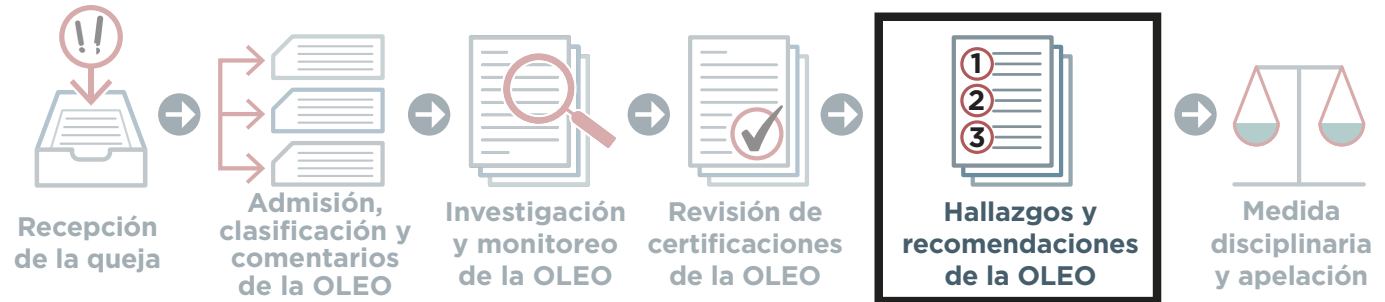 !!
Recepción
de la queja
Admisión,
clasificación y
comentarios
de la OLEO
Investigación
y monitoreo
de la OLEO
Revisión de
certificaciones
de la OLEO
1
2
3
Hallazgos y
recomendaciones
de la OLEO
Medida
disciplinaria
y apelación